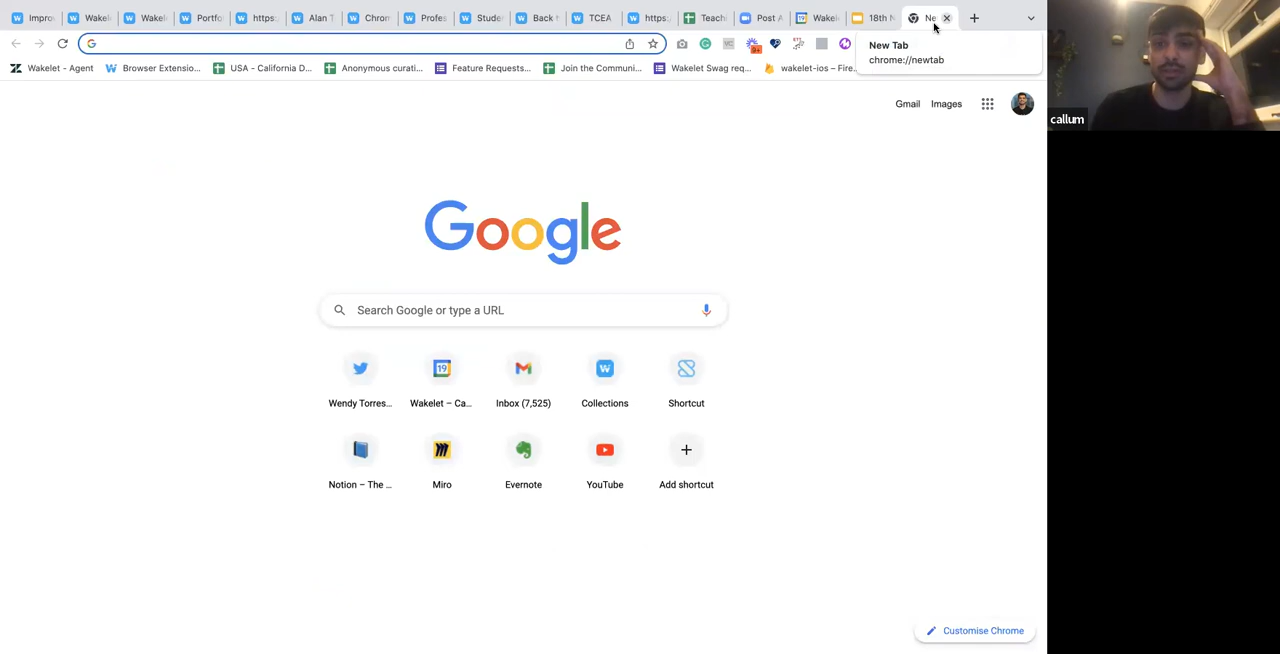 Impro
Wakel
Wakel
Portfo
https:
Alan T
Chron
Profes
Studen
Back t
TCEA
https:
Teach
Post A
Wakel
18th N
Ne
New Tab
chrome://newtab
Wakelet - Agent
Browser Extensio...
USA - California D...
Anonymous curati...
Feature Requests...
Join the Communi...
Wakelet Swag req...
wakelet-ios – Fire...
callum
Gmail
Images
Google
Search Google or type a URL
19
Wendy Torres...
Wakelet – Ca...
Inbox (7,525)
Collections
Shortcut
Notion – The ...
Miro
Evernote
YouTube
Add shortcut
Customise Chrome